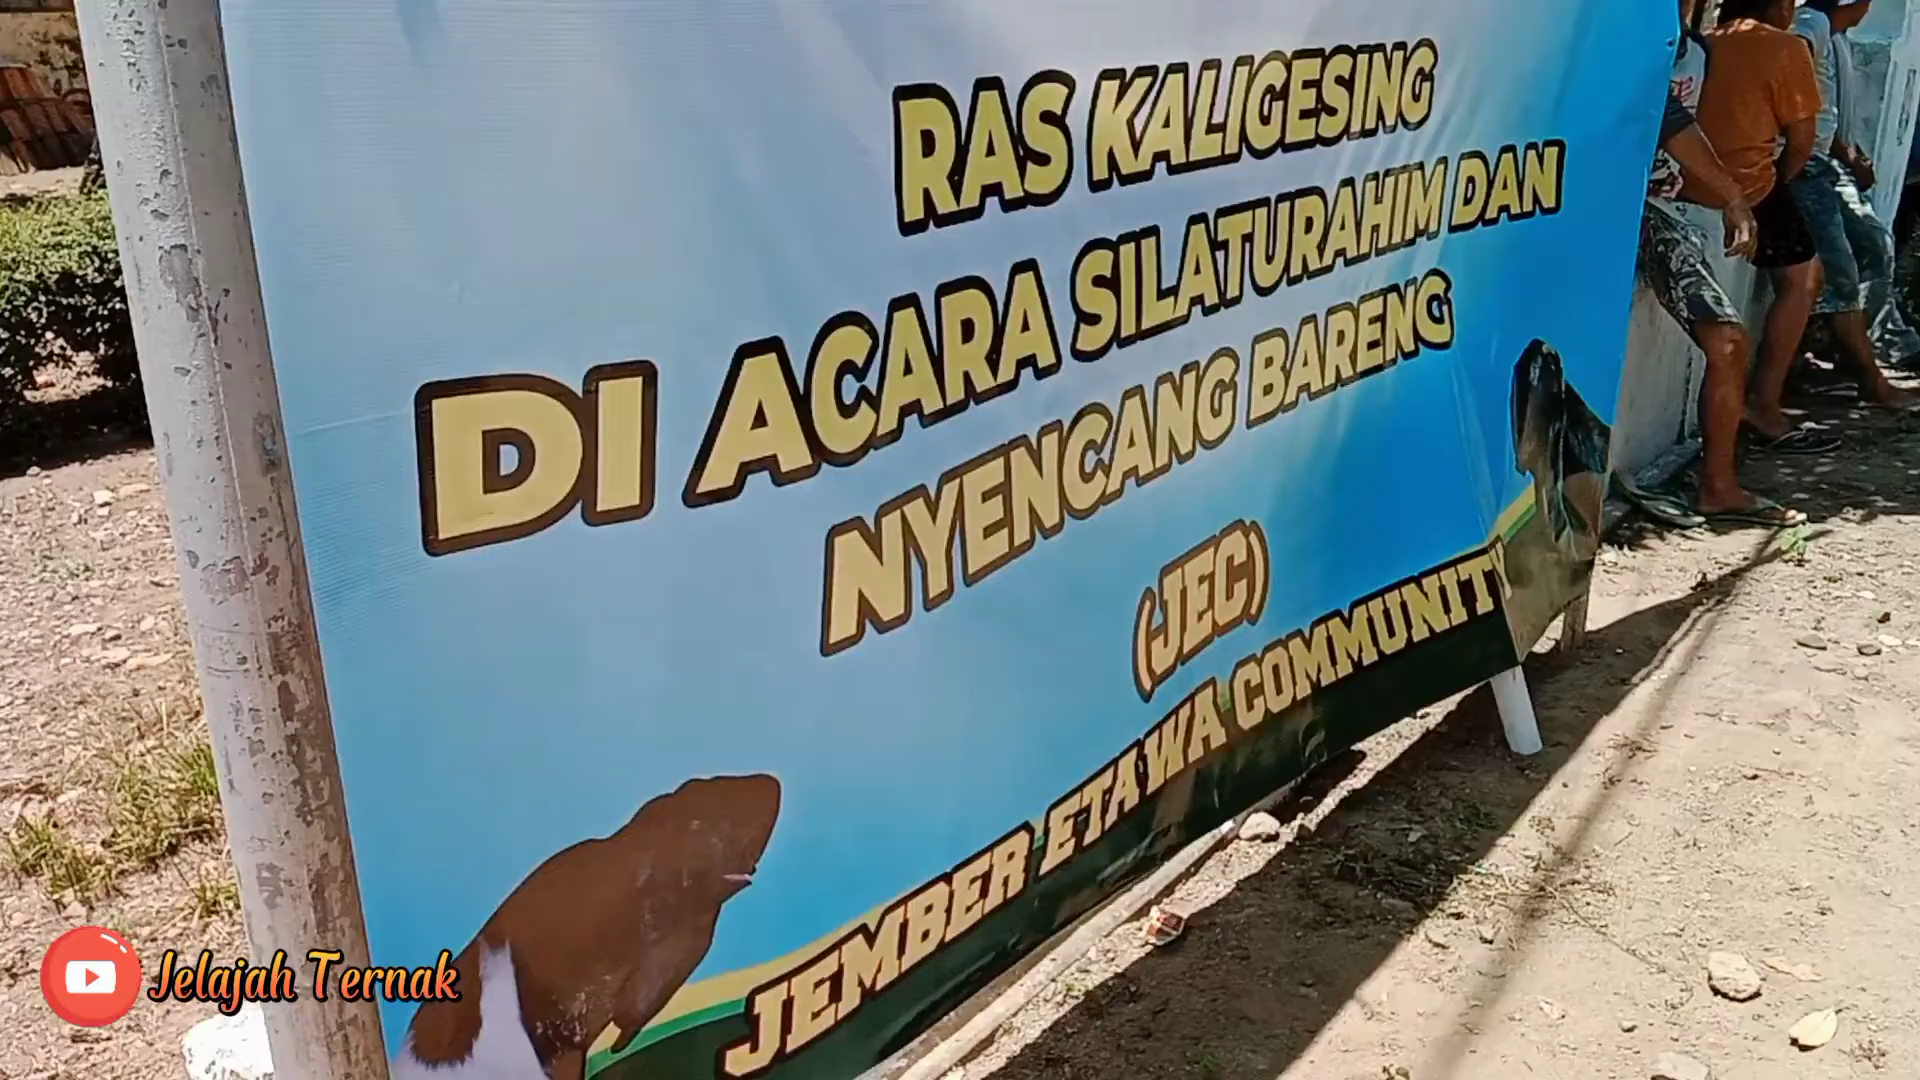 RAS KALIGESING
DI ACARA SILATURAHIM DAN
NYENCANG BARENG
(JEC)
JEMBER ETAWA COMMUNITY
Jelajah Ternak